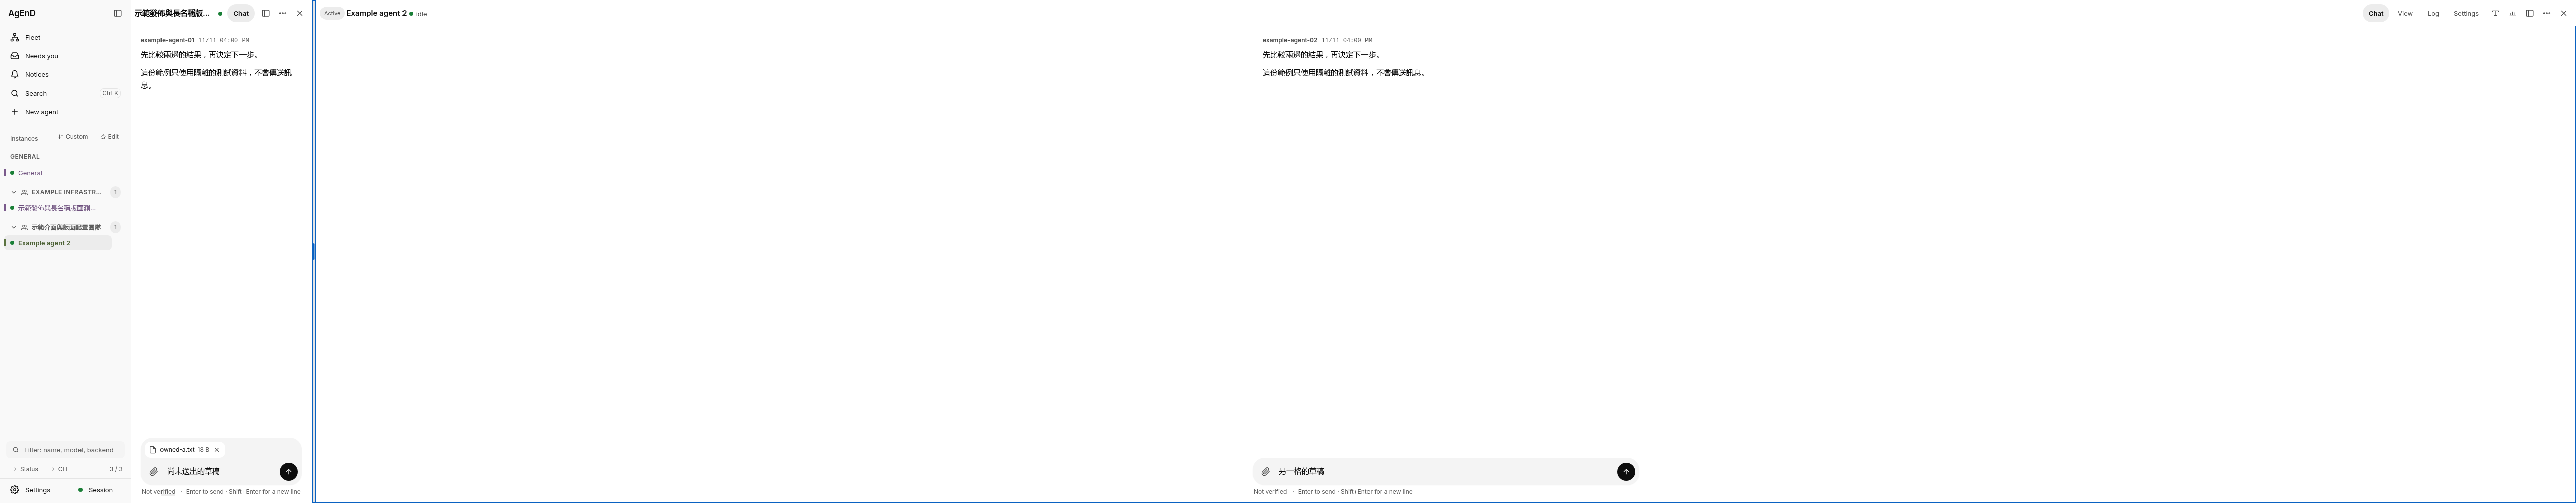 AgEnD
Fleet
Needs you
Notices
Search Ctrl K
New agent
Instances Custom Edit
GENERAL
General
EXAMPLE INFRASTR... 1
示範發佈與長名稱版面測...
示範介面與版面配置團隊 1
Example agent 2
Filter: name, model, backend
Status CLI 3 / 3
Settings Session
示範發佈與長名稱版... Chat
example-agent-01 11/11 04:00 PM
先比較兩邊的結果，再決定下一步。
這份範例只使用隔離的測試資料，不會傳送訊
息。
owned-a.txt 18 B
尚未送出的草稿
Not verified · Enter to send · Shift+Enter for a new line
Active Example agent 2 idle Chat View Log Settings
example-agent-02 11/11 04:00 PM
先比較兩邊的結果，再決定下一步。
這份範例只使用隔離的測試資料，不會傳送訊息。
另一格的草稿
Not verified · Enter to send · Shift+Enter for a new line